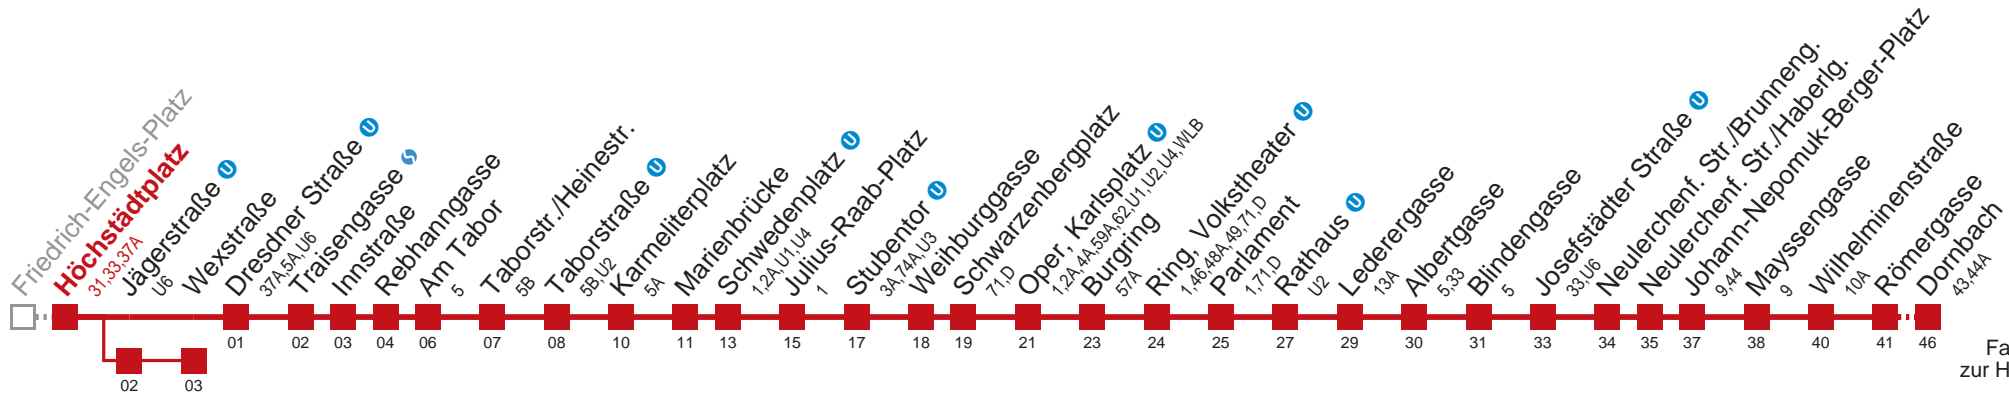 Friedrich-Engels-Platz
Höchstädtplatz
31,33,37A
Jägerstraße U
U6
Wexstraße
Dresdner Straße U
37A,5A,U6
Traisengasse S
Innstraße
Rebhanngasse
Am Tabor
5
Taborstr./Heinestr.
5B
Taborstraße U
5B,U2
Karmeliterplatz
5A
Marienbrücke
Schwedenplatz U
1,2A,U1,U4
Julius-Raab-Platz
1
Stubentor U
3A,74A,U3
Weihburggasse
Schwarzenbergplatz
71,D
Oper, Karlsplatz U
1,2A,4A,59A,62,U1,U2,U4,WLB
Burgring
57A
Ring, Volkstheater U
1,46,48A,49,71,D
Parlament
1,71,D
Rathaus U
U2
Lederergasse
13A
Albertgasse
5,33
Blindengasse
5
Josefstädter Straße U
33,U6
Neulerchenf. Str./Brunneng.
Neulerchenf. Str./Haberlg.
Johann-Nepomuk-Berger-Platz
9,44
Mayssengasse
9
Wilhelminenstraße
10A
Römergasse
Dornbach
43,44A
01 02 03 04 06 07 08 10 11 13 15 17 18 19 21 23 24 25 27 29 30 31 33 34 35 37 38 40 41 46
02 03
Fa
zur H